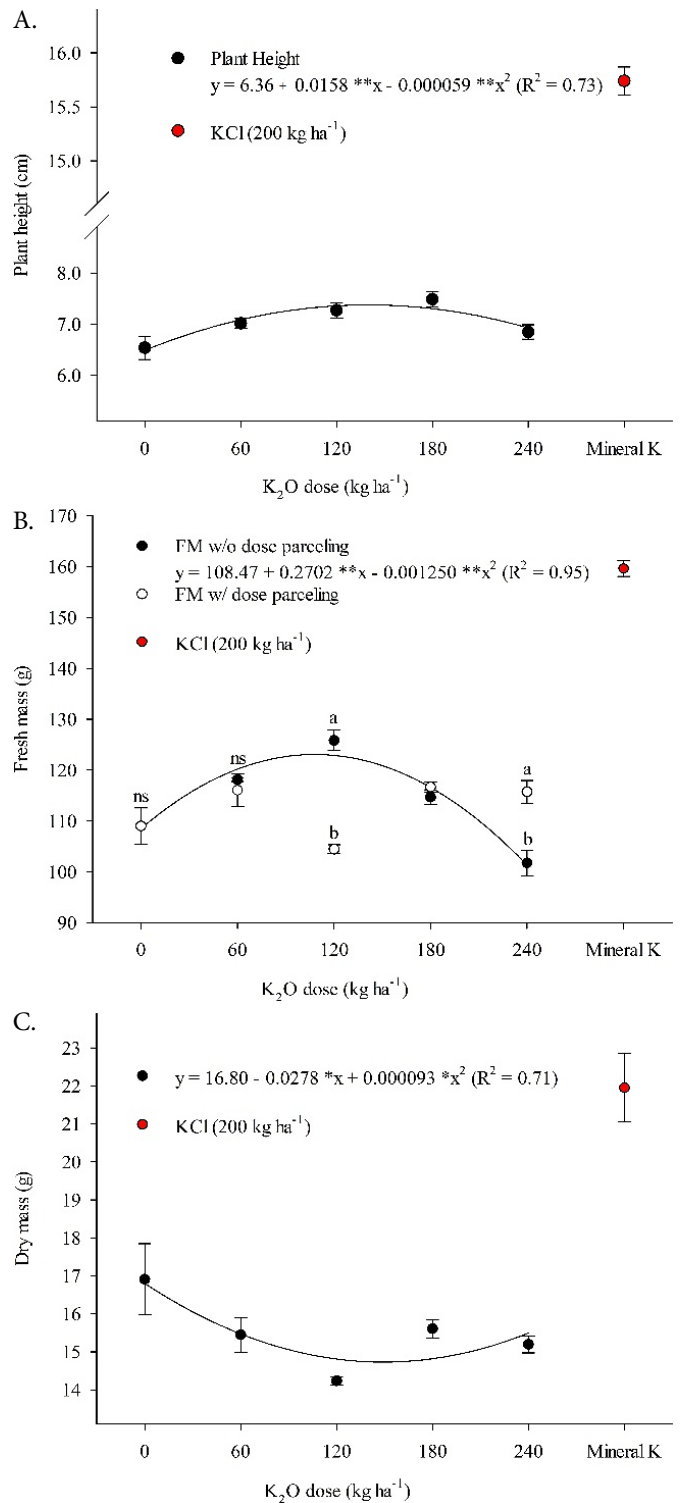 A.
16.0
Plant Height
y = 6.36 + 0.0158 **x - 0.000059 **x² (R² = 0.73)
15.5
KCl (200 kg ha⁻¹)
15.0
Plant height (cm)
8.0
7.0
6.0
0 60 120 180 240 Mineral K
K₂O dose (kg ha⁻¹)
B.
170
FM w/o dose parceling
160
y = 108.47 + 0.2702 **x - 0.001250 **x² (R² = 0.95)
FM w/ dose parceling
150
KCl (200 kg ha⁻¹)
140
Fresh mass (g)
130
a
120
ns
a
ns
110
b
b
100
90
0 60 120 180 240 Mineral K
K₂O dose (kg ha⁻¹)
C.
23
y = 16.80 - 0.0278 *x + 0.000093 *x² (R² = 0.71)
22
KCl (200 kg ha⁻¹)
21
20
19
Dry mass (g)
18
17
16
15
14
0 60 120 180 240 Mineral K
K₂O dose (kg ha⁻¹)